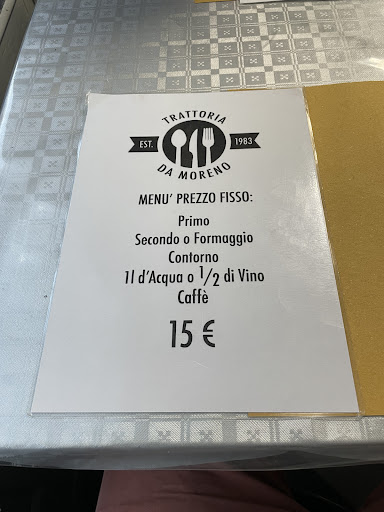 TRATTORIA
EST. 1983
DA MORENO
MENU' PREZZO FISSO:
Primo
Secondo o Formaggio
Contorno
1l d'Acqua o 1/2 di Vino
Caffè
15 €